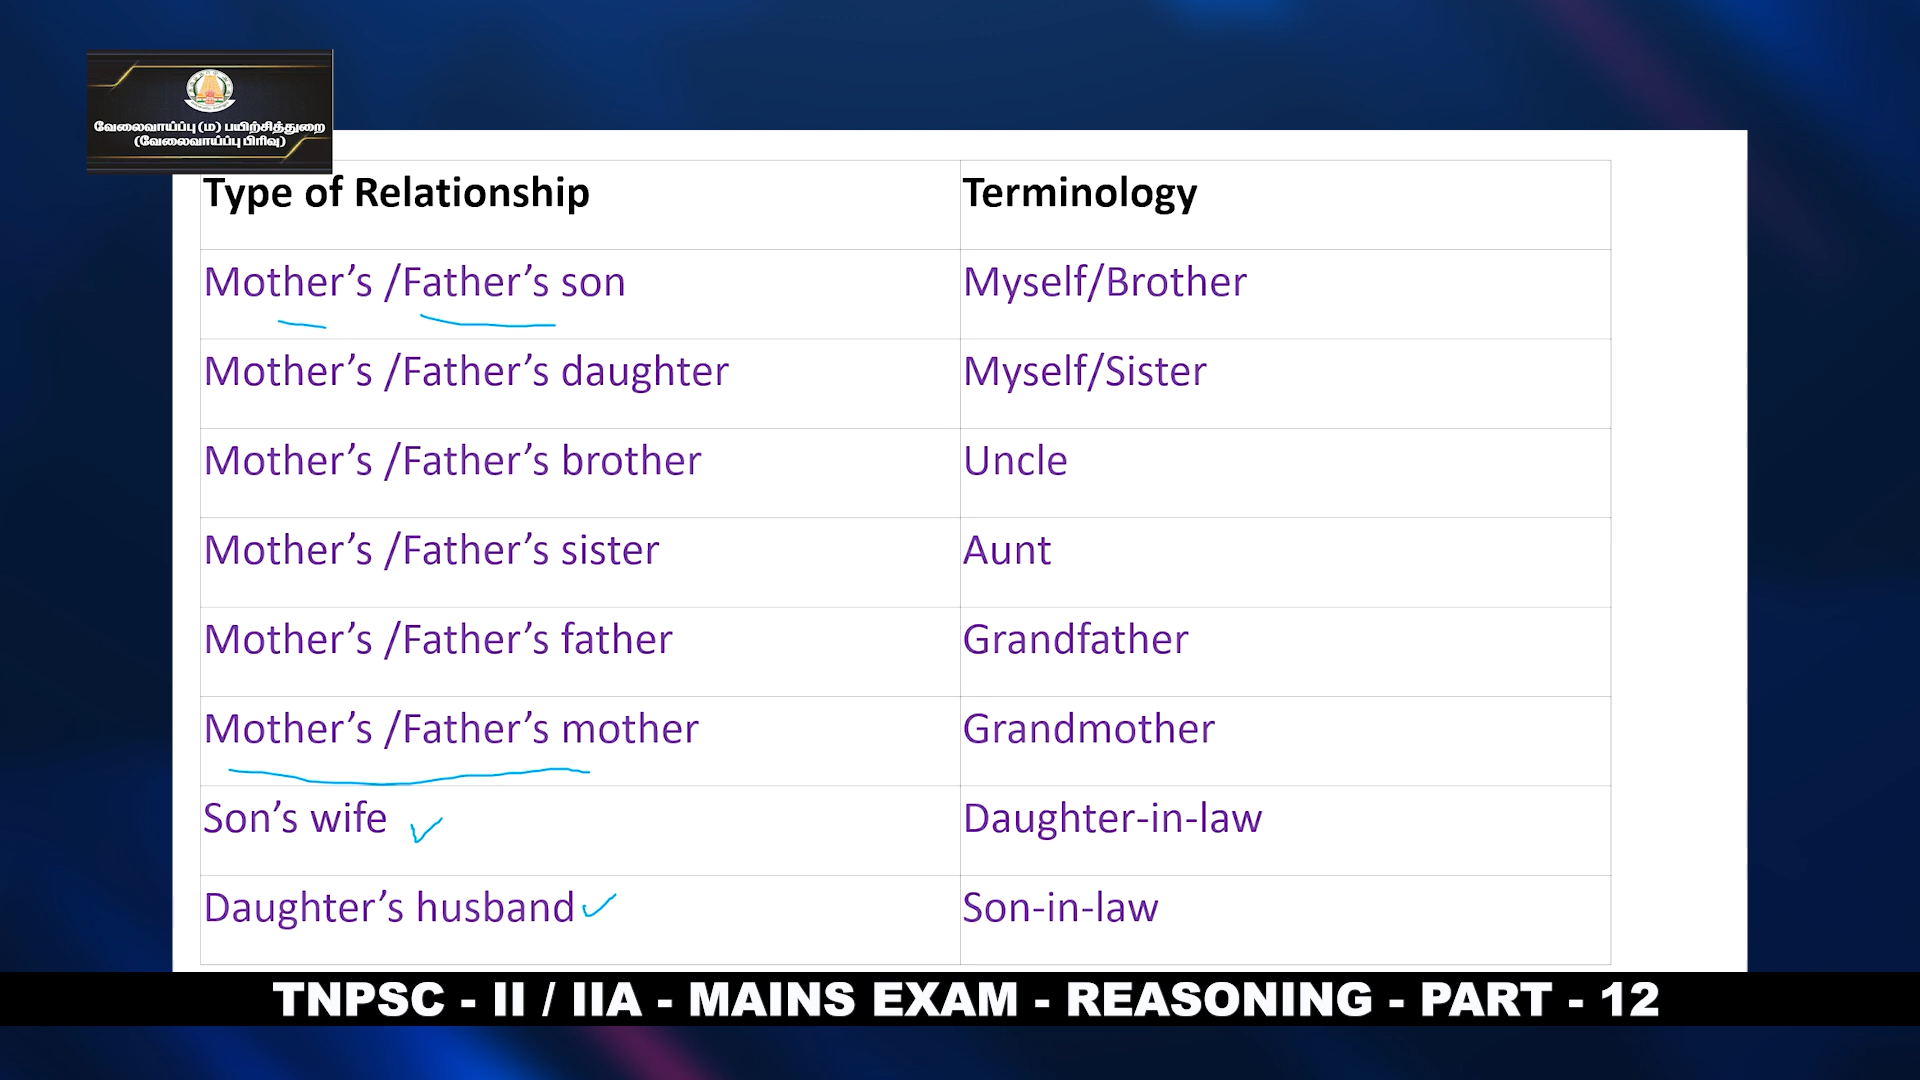 வேலைவாய்ப்பு (ம) பயிற்சித்துறை
(வேலைவாய்ப்பு பிரிவு)
Type of Relationship Terminology
Mother’s /Father’s son Myself/Brother
Mother’s /Father’s daughter Myself/Sister
Mother’s /Father’s brother Uncle
Mother’s /Father’s sister Aunt
Mother’s /Father’s father Grandfather
Mother’s /Father’s mother Grandmother
Son’s wife Daughter-in-law
Daughter’s husband Son-in-law
TNPSC - II / IIA - MAINS EXAM - REASONING - PART - 12